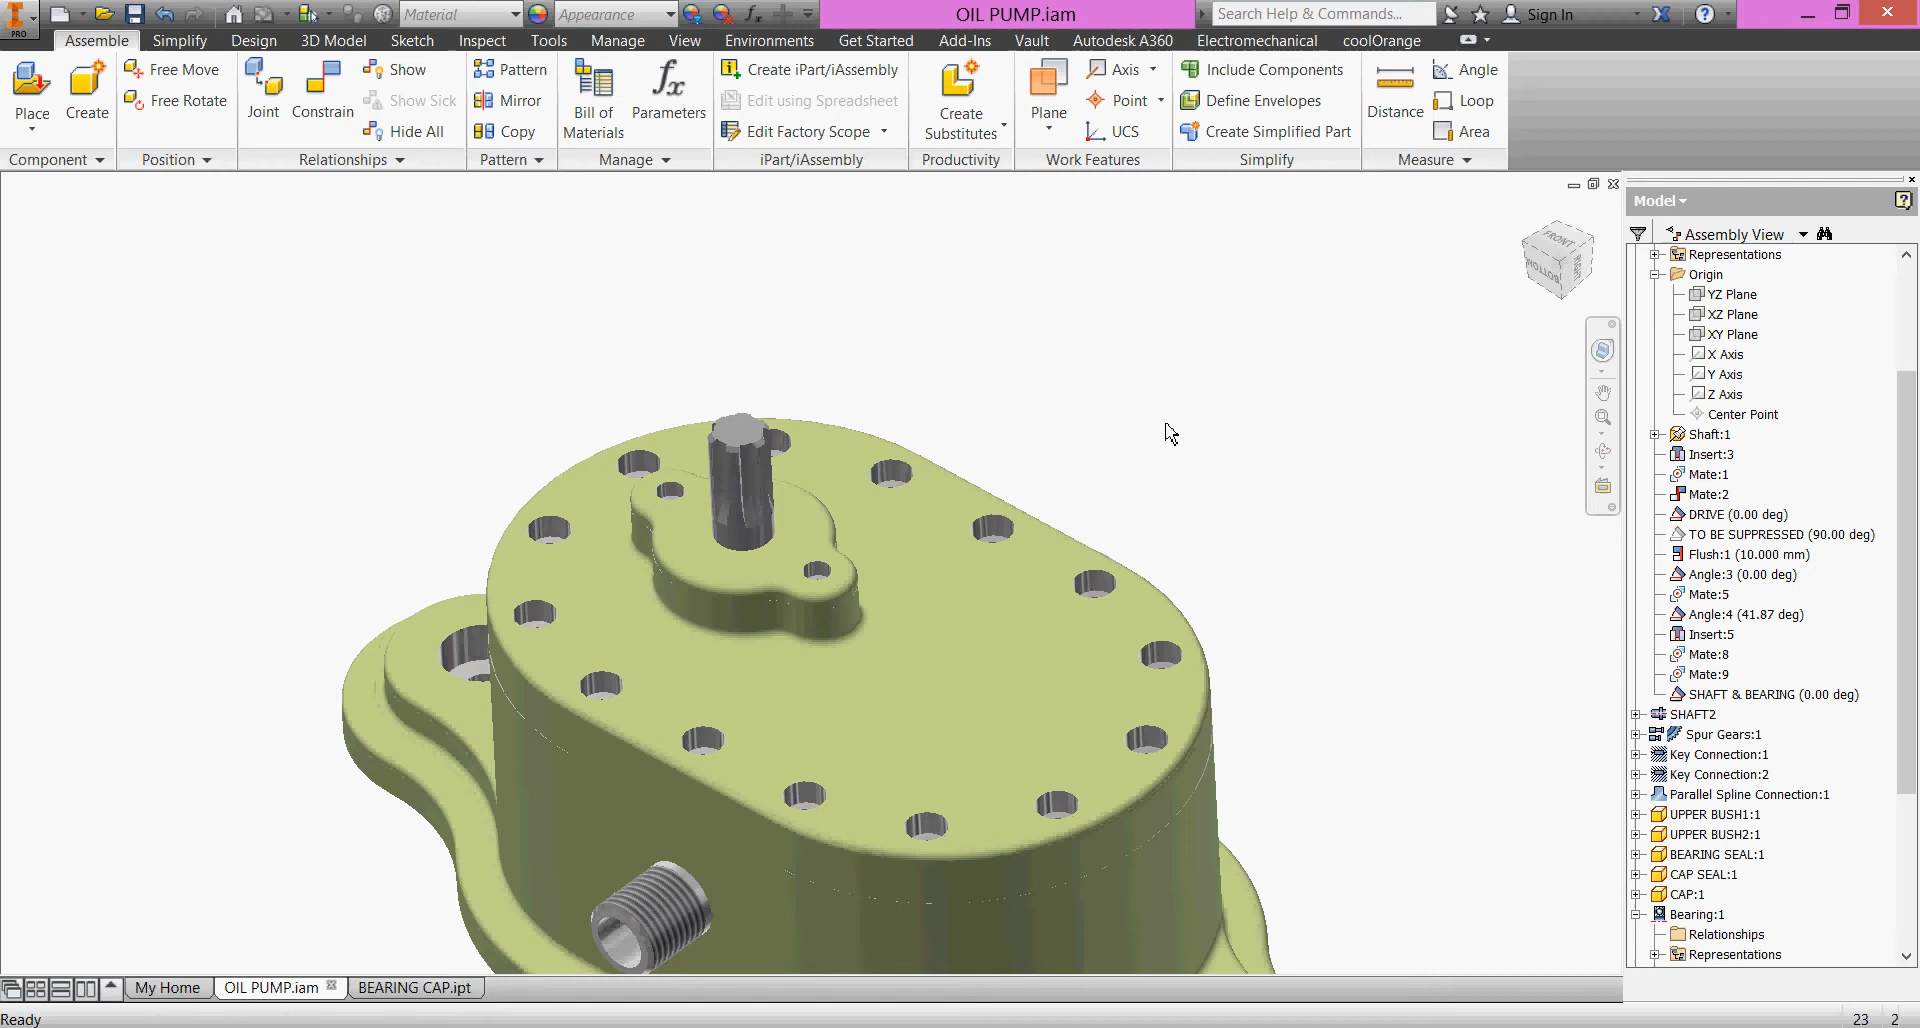 PRO
Material
Appearance
OIL PUMP.iam
Search Help & Commands...
Sign In
Assemble Simplify Design 3D Model Sketch Inspect Tools Manage View Environments Get Started Add-Ins Vault Autodesk A360 Electromechanical coolOrange
Place
Create
Free Move
Free Rotate
Joint
Constrain
Show
Show Sick
Hide All
Pattern
Mirror
Copy
Bill of
Materials
Parameters
Create iPart/iAssembly
Edit using Spreadsheet
Edit Factory Scope
Create
Substitutes
Plane
Axis
Point
UCS
Include Components
Define Envelopes
Create Simplified Part
Distance
Angle
Loop
Area
Component Position Relationships Pattern Manage iPart/iAssembly Productivity Work Features Simplify Measure
FRONT
BOTTOM
Model
Assembly View
Representations
Origin
YZ Plane
XZ Plane
XY Plane
X Axis
Y Axis
Z Axis
Center Point
Shaft:1
Insert:3
Mate:1
Mate:2
DRIVE (0.00 deg)
TO BE SUPPRESSED (90.00 deg)
Flush:1 (10.000 mm)
Angle:3 (0.00 deg)
Mate:5
Angle:4 (41.87 deg)
Insert:5
Mate:8
Mate:9
SHAFT & BEARING (0.00 deg)
SHAFT2
Spur Gears:1
Key Connection:1
Key Connection:2
Parallel Spline Connection:1
UPPER BUSH1:1
UPPER BUSH2:1
BEARING SEAL:1
CAP SEAL:1
CAP:1
Bearing:1
Relationships
Representations
My Home OIL PUMP.iam BEARING CAP.ipt
Ready
23 2